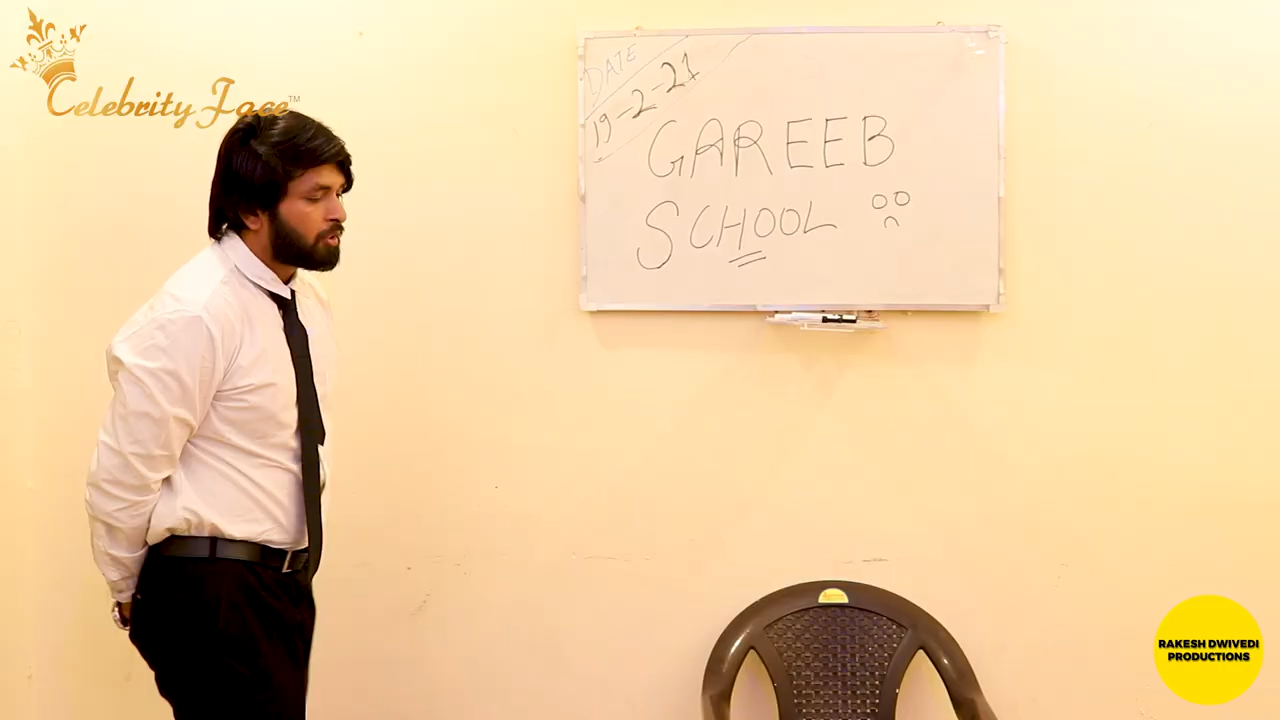 Celebrity Face™
DATE
19-2-21
GAREEB
SCHOOL
RAKESH DWIVEDI
PRODUCTIONS